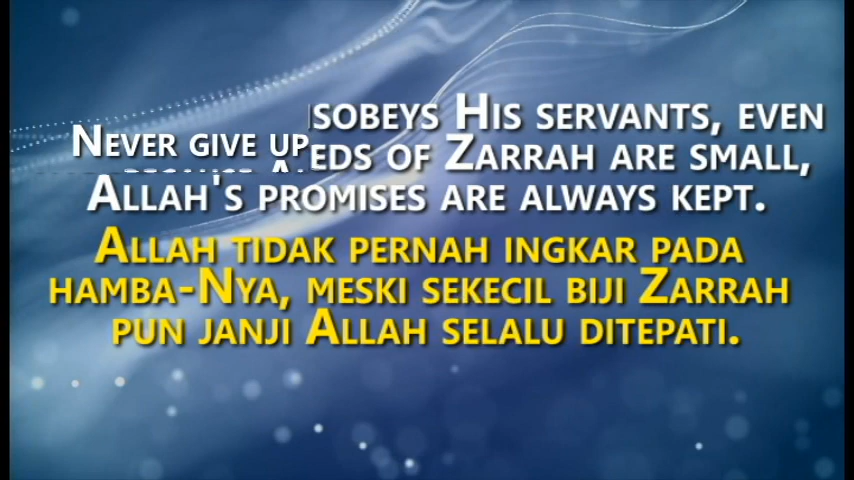 Never give up
sobeys His servants, even
eds of Zarrah are small,
Allah's promises are always kept.
Allah tidak pernah ingkar pada
hamba-Nya, meski sekecil biji Zarrah
pun janji Allah selalu ditepati.